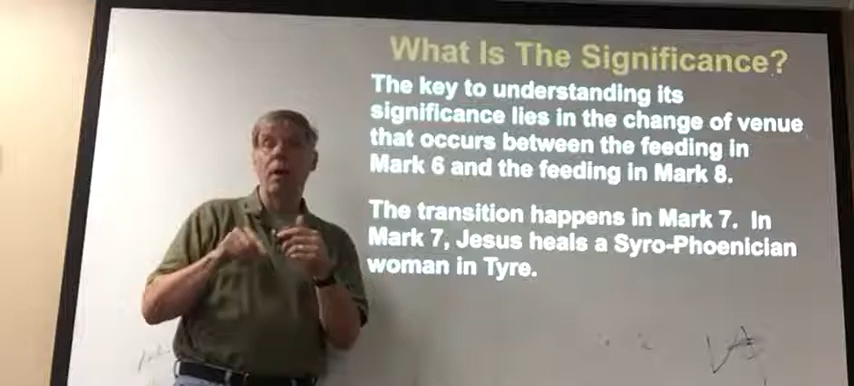 What Is The Significance?
The key to understanding its
significance lies in the change of venue
that occurs between the feeding in
Mark 6 and the feeding in Mark 8.
The transition happens in Mark 7. In
Mark 7, Jesus heals a Syro-Phoenician
woman in Tyre.